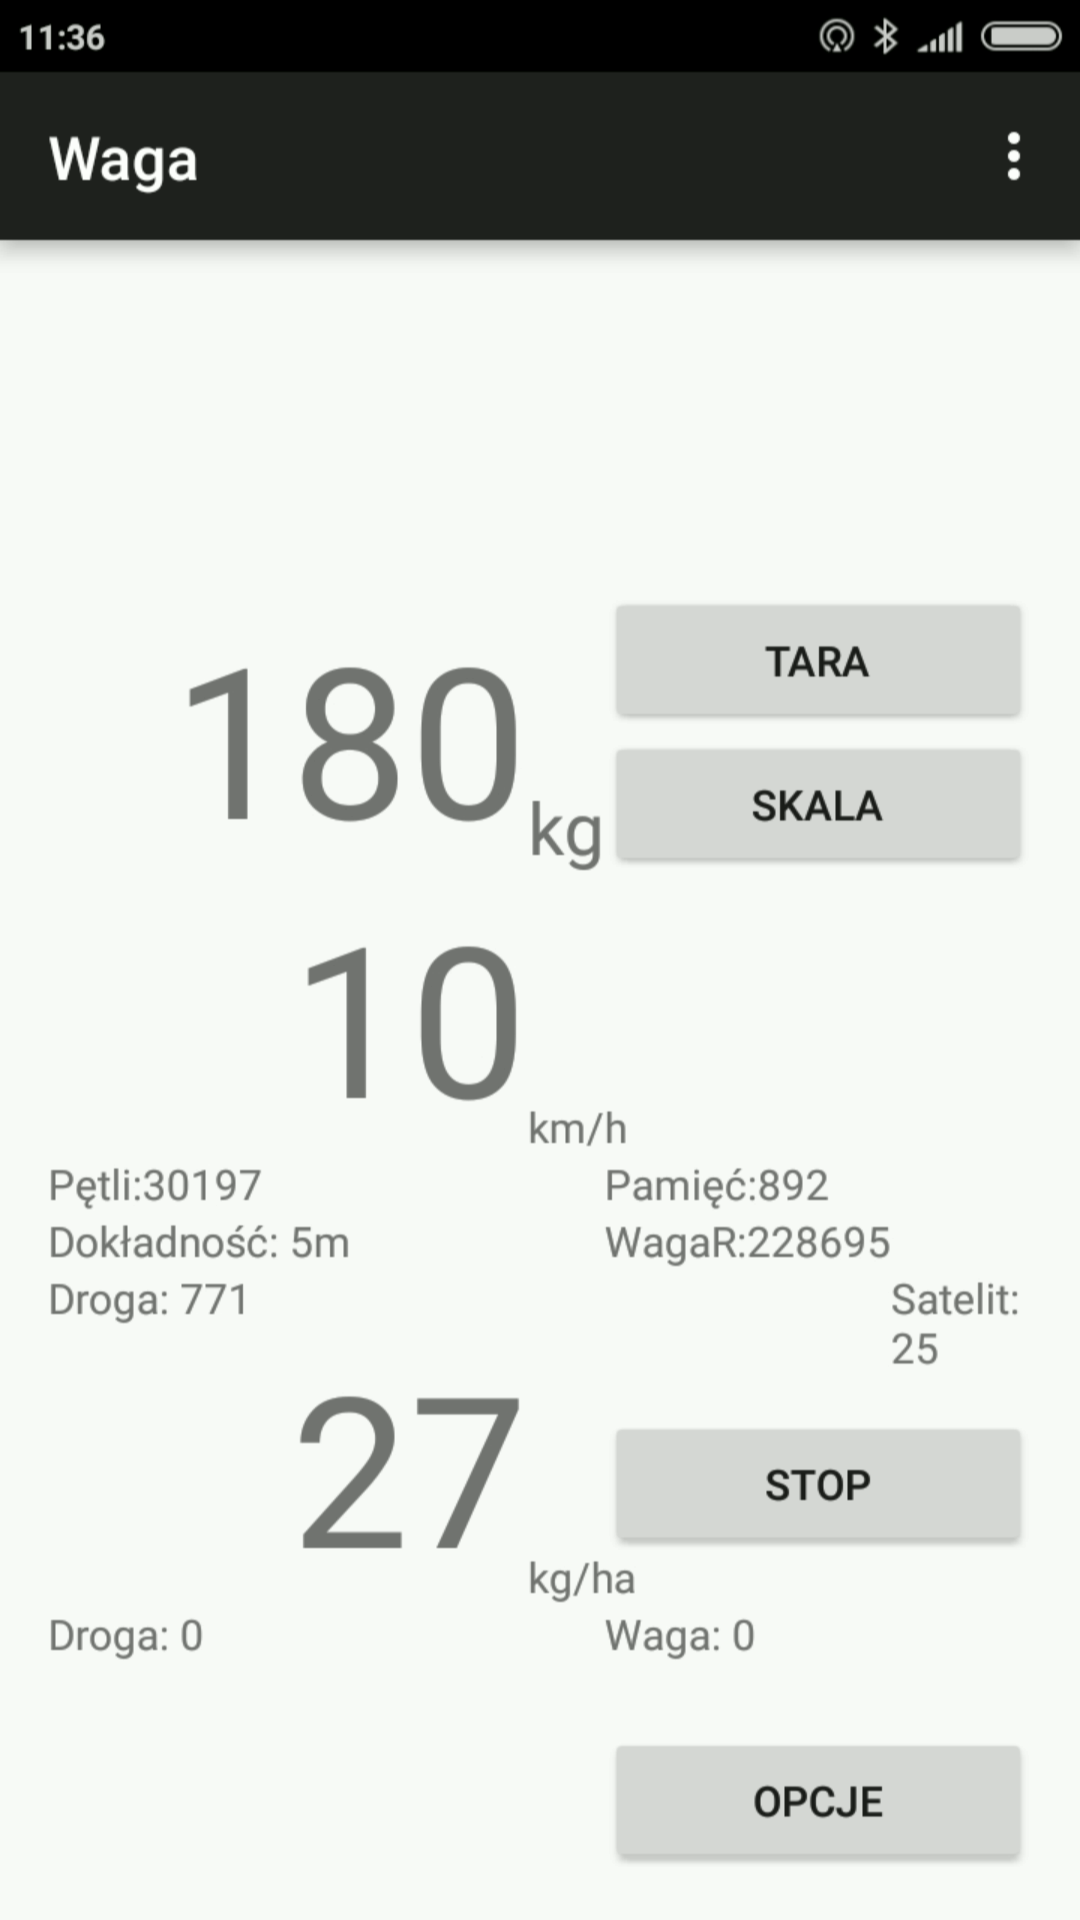 11:36
Waga
TARA
180 kg
SKALA
10 km/h
Pętli:30197 Pamięć:892
Dokładność: 5m WagaR:228695
Droga: 771 Satelit:
25
27 kg/ha
STOP
Droga: 0 Waga: 0
OPCJE